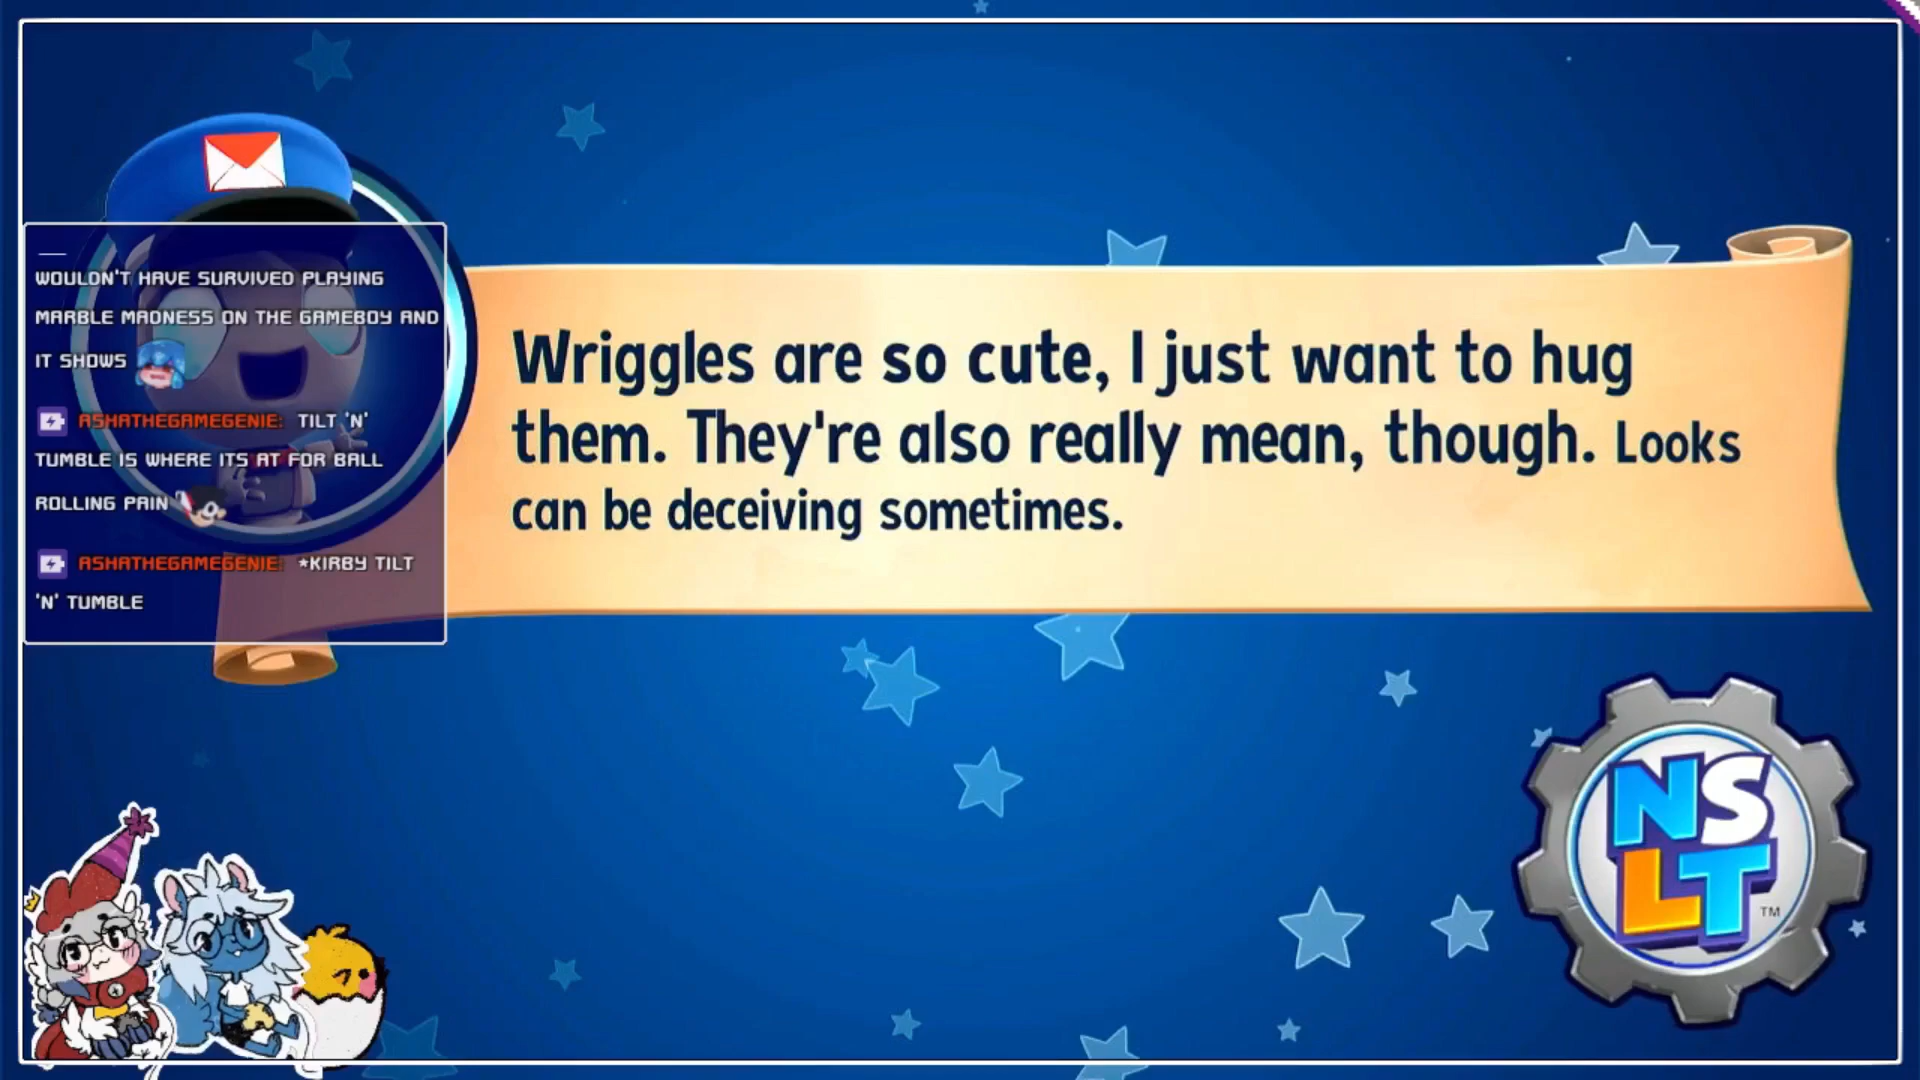 WOULDN'T HAVE SURVIVED PLAYING
MARBLE MADNESS ON THE GAMEBOY AND
IT SHOWS
ASHATHEGAMEGENIE: TILT 'N'
TUMBLE IS WHERE ITS AT FOR BALL
ROLLING PAIN
ASHATHEGAMEGENIE: *KIRBY TILT
'N' TUMBLE
Wriggles are so cute, I just want to hug
them. They're also really mean, though. Looks
can be deceiving sometimes.
NS
LT
TM